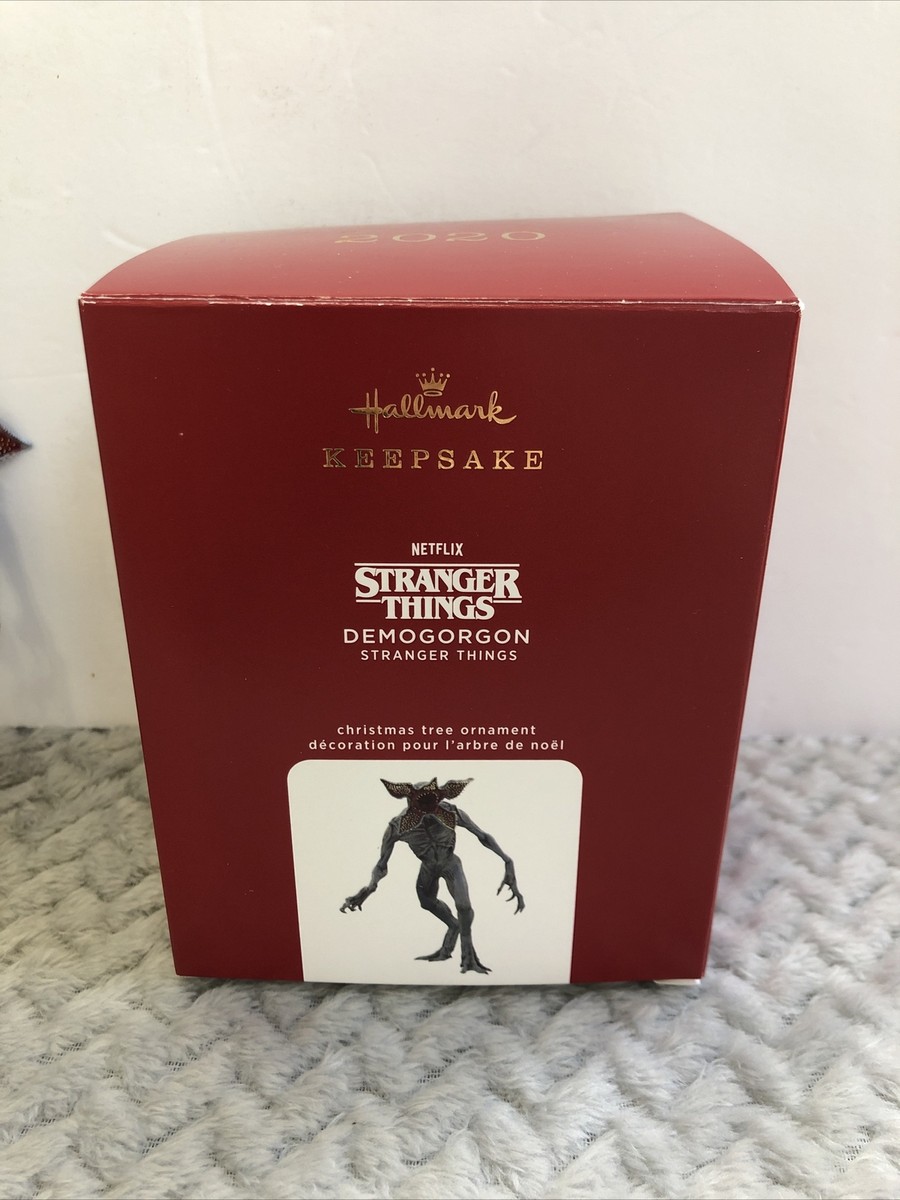 2020
Hallmark
KEEPSAKE
NETFLIX
STRANGER
THINGS
DEMOGORGON
STRANGER THINGS
christmas tree ornament
décoration pour l'arbre de noël